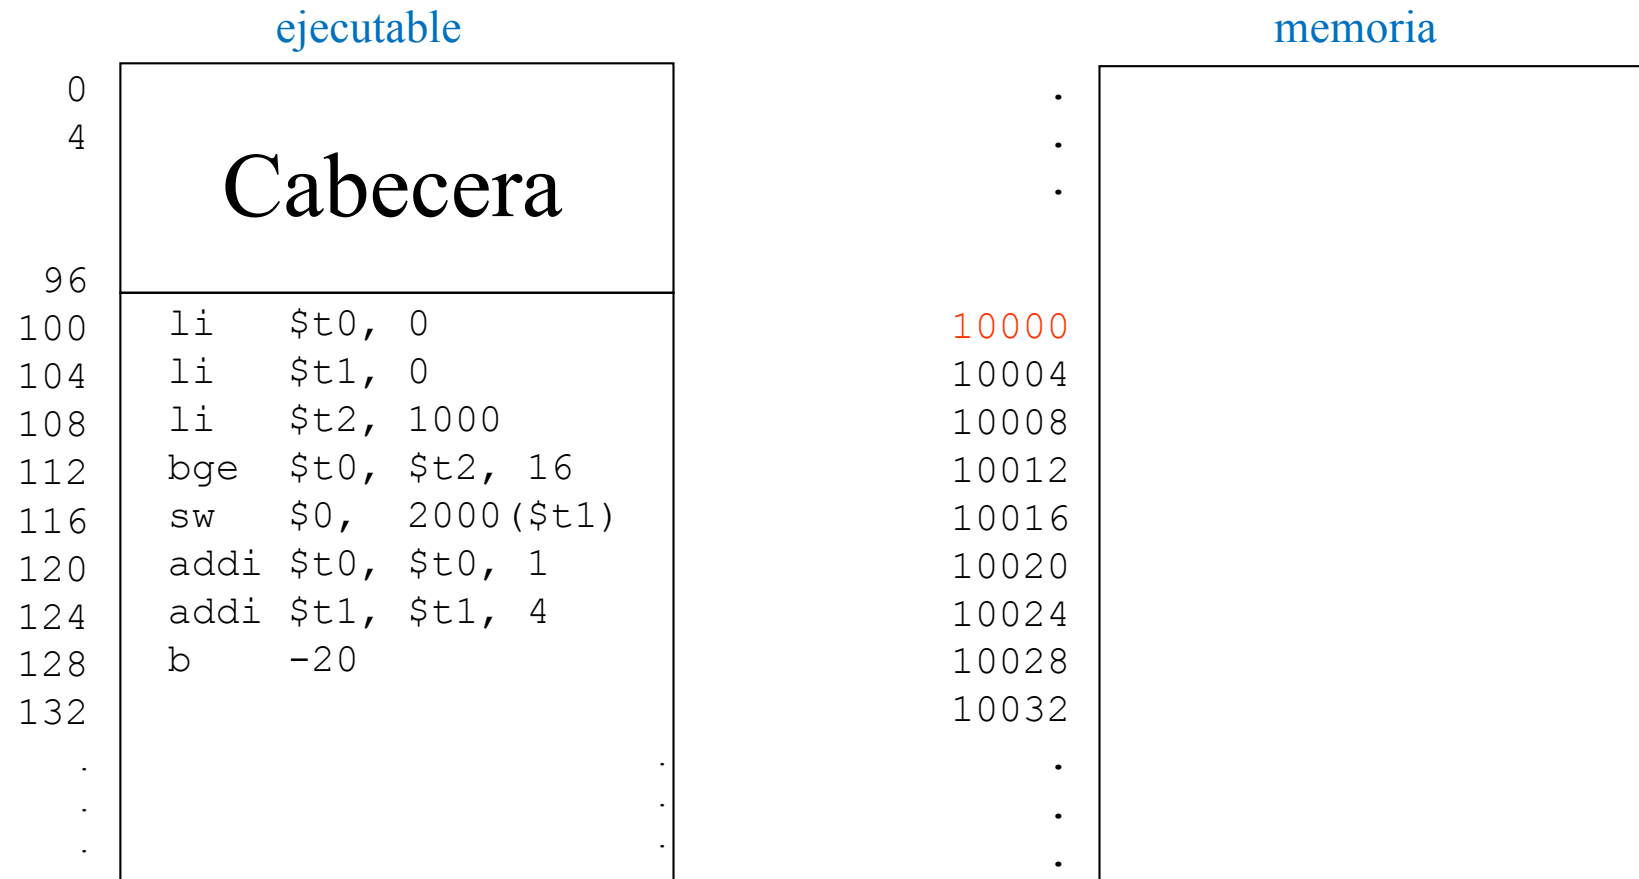 ejecutable memoria
0 .
4 .
Cabecera .
96
100 li $t0, 0 10000
104 li $t1, 0 10004
108 li $t2, 1000 10008
112 bge $t0, $t2, 16 10012
116 sw $0, 2000($t1) 10016
120 addi $t0, $t0, 1 10020
124 addi $t1, $t1, 4 10024
128 b -20 10028
132 10032
. . .
. . .
. . .